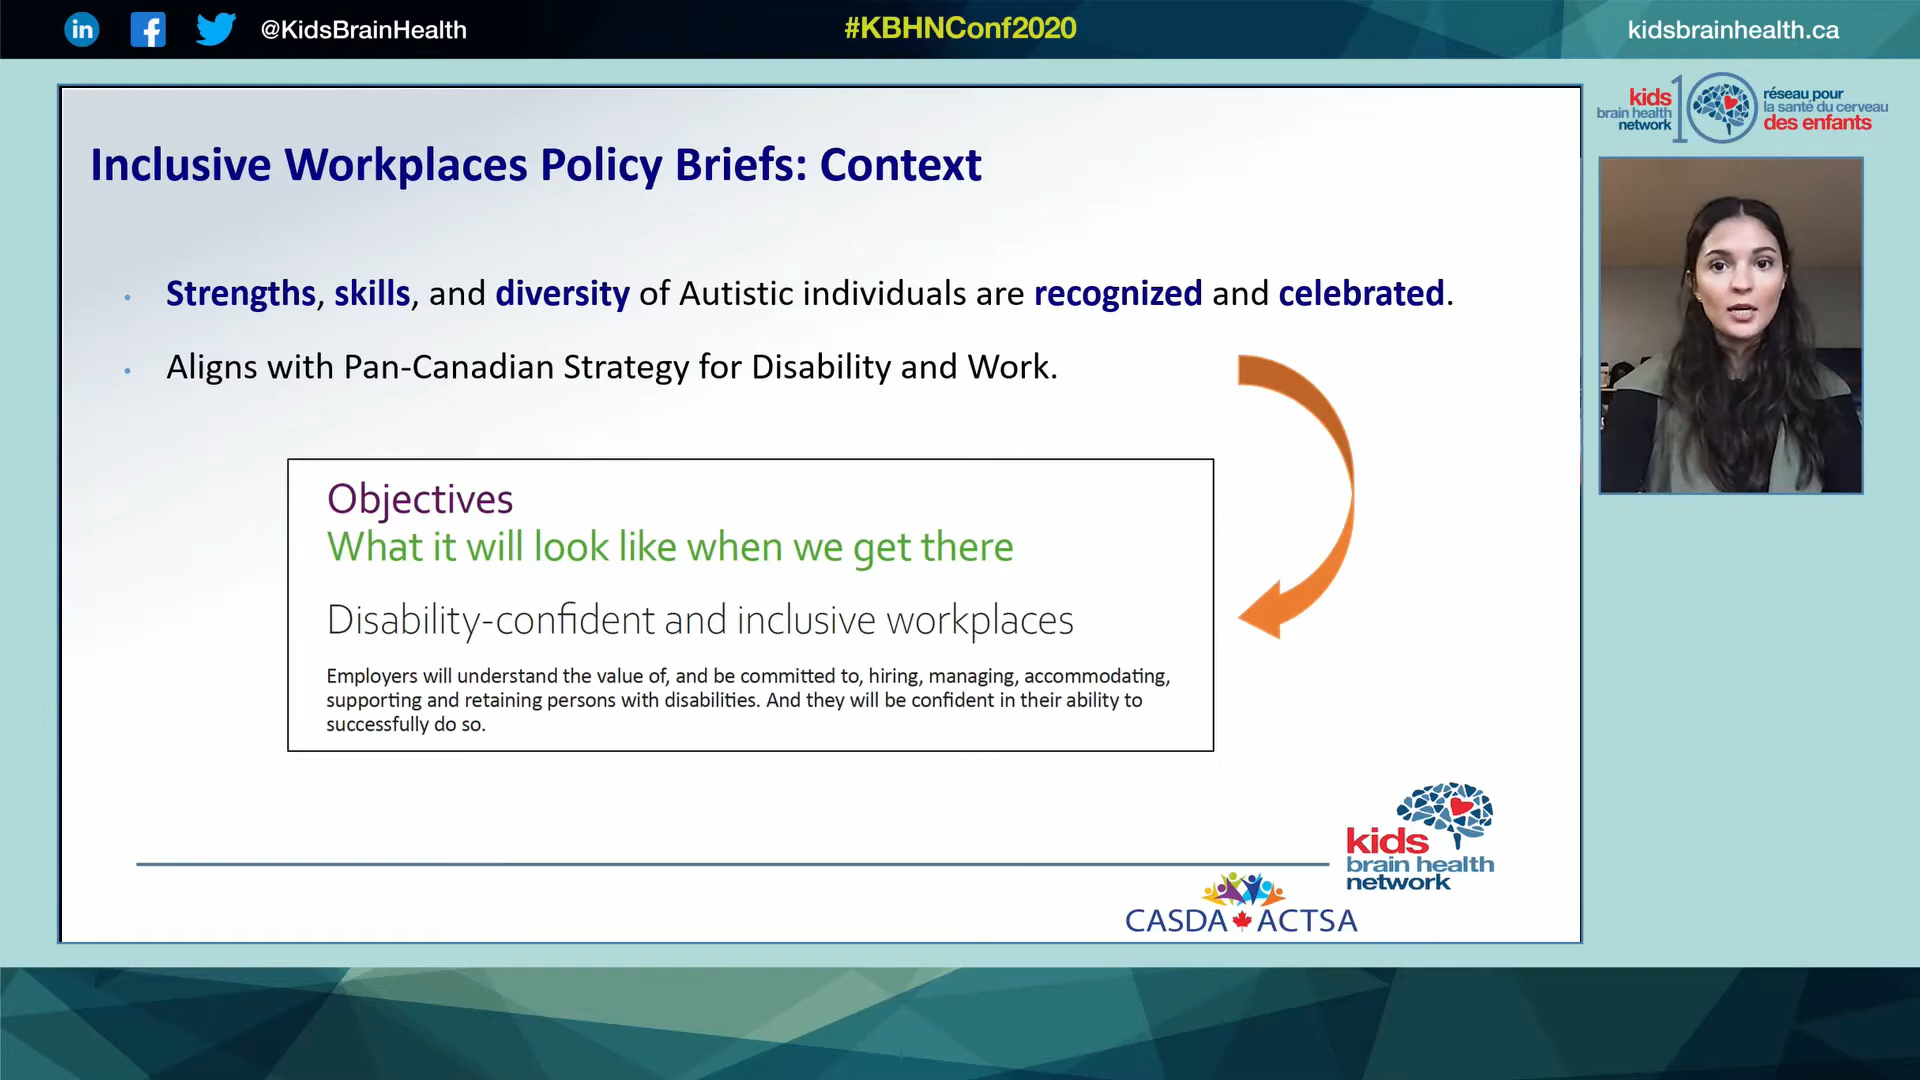 @KidsBrainHealth
#KBHNConf2020
kidsbrainhealth.ca
kids
brain health
network
10
réseau pour
la santé du cerveau
des enfants
Inclusive Workplaces Policy Briefs: Context
Strengths, skills, and diversity of Autistic individuals are recognized and celebrated.
Aligns with Pan-Canadian Strategy for Disability and Work.
Objectives
What it will look like when we get there
Disability-confident and inclusive workplaces
Employers will understand the value of, and be committed to, hiring, managing, accommodating,
supporting and retaining persons with disabilities. And they will be confident in their ability to
successfully do so.
kids
brain health
network
CASDA ACTSA